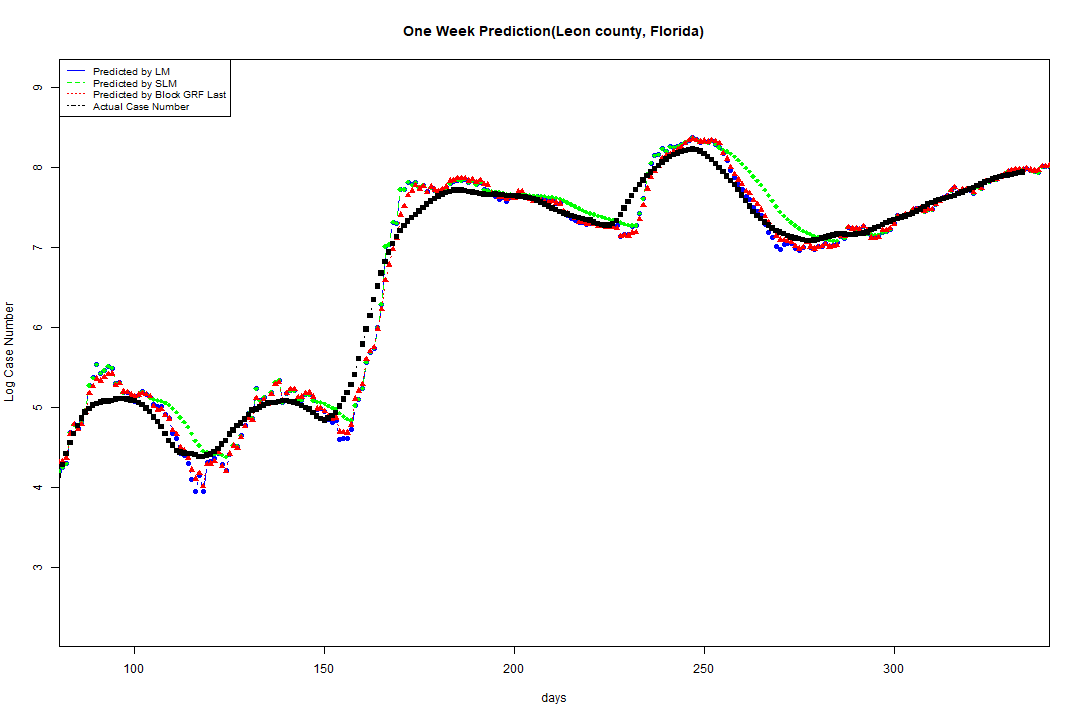 One Week Prediction(Leon county, Florida)
Predicted by LM
Predicted by SLM
Predicted by Block GRF Last
Actual Case Number
9
8
7
6
5
4
3
Log Case Number
100 150 200 250 300
days